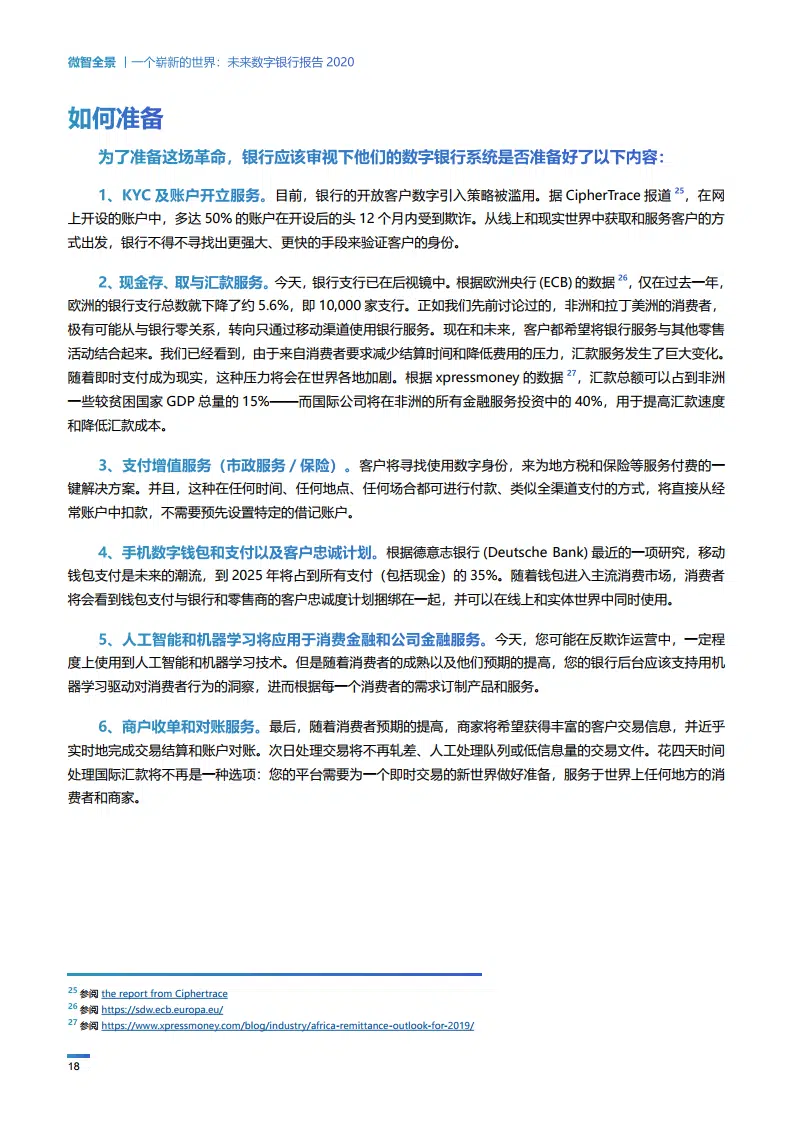 微智全景 ｜一个崭新的世界：未来数字银行报告 2020
如何准备
为了准备这场革命，银行应该审视下他们的数字银行系统是否准备好了以下内容：
1、KYC 及账户开立服务。目前，银行的开放客户数字引入策略被滥用。据 CipherTrace 报道 25，在网
上开设的账户中，多达 50% 的账户在开设后的头 12 个月内受到欺诈。从线上和现实世界中获取和服务客户的方
式出发，银行不得不寻找出更强大、更快的手段来验证客户的身份。
2、现金存、取与汇款服务。今天，银行支行已在后视镜中。根据欧洲央行 (ECB) 的数据 26，仅在过去一年，
欧洲的银行支行总数就下降了约 5.6%，即 10,000 家支行。正如我们先前讨论过的，非洲和拉丁美洲的消费者，
极有可能从与银行零关系，转向只通过移动渠道使用银行服务。现在和未来，客户都希望将银行服务与其他零售
活动结合起来。我们已经看到，由于来自消费者要求减少结算时间和降低费用的压力，汇款服务发生了巨大变化。
随着即时支付成为现实，这种压力将会在世界各地加剧。根据 xpressmoney 的数据 27，汇款总额可以占到非洲
一些较贫困国家 GDP 总量的 15%——而国际公司将在非洲的所有金融服务投资中的 40%，用于提高汇款速度
和降低汇款成本。
3、支付增值服务（市政服务 / 保险）。客户将寻找使用数字身份，来为地方税和保险等服务付费的一
键解决方案。并且，这种在任何时间、任何地点、任何场合都可进行付款、类似全渠道支付的方式，将直接从经
常账户中扣款，不需要预先设置特定的借记账户。
4、手机数字钱包和支付以及客户忠诚计划。根据德意志银行 (Deutsche Bank) 最近的一项研究，移动
钱包支付是未来的潮流，到 2025 年将占到所有支付（包括现金）的 35%。随着钱包进入主流消费市场，消费者
将会看到钱包支付与银行和零售商的客户忠诚度计划捆绑在一起，并可以在线上和实体世界中同时使用。
5、人工智能和机器学习将应用于消费金融和公司金融服务。今天，您可能在反欺诈运营中，一定程
度上使用到人工智能和机器学习技术。但是随着消费者的成熟以及他们预期的提高，您的银行后台应该支持用机
器学习驱动对消费者行为的洞察，进而根据每一个消费者的需求订制产品和服务。
6、商户收单和对账服务。最后，随着消费者预期的提高，商家将希望获得丰富的客户交易信息，并近乎
实时地完成交易结算和账户对账。次日处理交易将不再轧差、人工处理队列或低信息量的交易文件。花四天时间
处理国际汇款将不再是一种选项：您的平台需要为一个即时交易的新世界做好准备，服务于世界上任何地方的消
费者和商家。
25 参阅 the report from Ciphertrace
26 参阅 https://sdw.ecb.europa.eu/
27 参阅 https://www.xpressmoney.com/blog/industry/africa-remittance-outlook-for-2019/
18